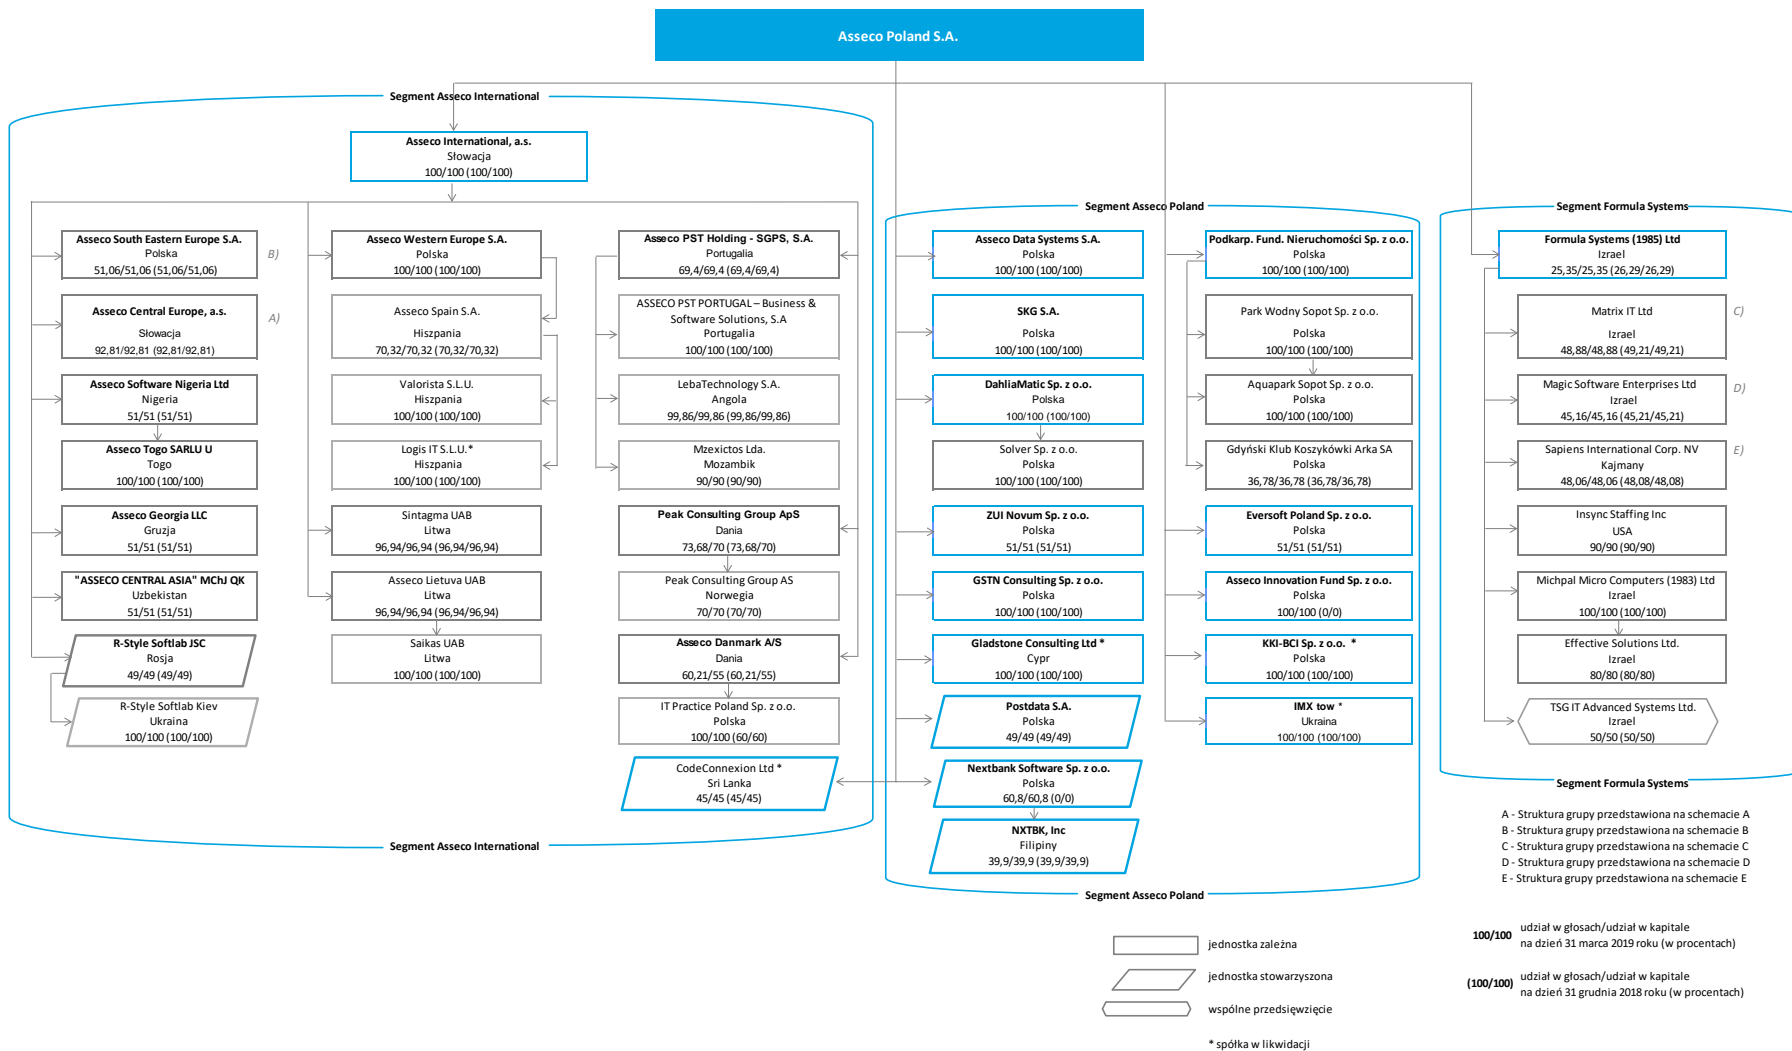 Asseco Poland S.A.
Segment Asseco International
Asseco International, a.s.
Słowacja
100/100 (100/100)
Asseco South Eastern Europe S.A.
Polska
51,06/51,06 (51,06/51,06)
B)
Asseco Central Europe, a.s.
Słowacja
92,81/92,81 (92,81/92,81)
A)
Asseco Software Nigeria Ltd
Nigeria
51/51 (51/51)
Asseco Togo SARLU U
Togo
100/100 (100/100)
Asseco Georgia LLC
Gruzja
51/51 (51/51)
"ASSECO CENTRAL ASIA" MChJ QK
Uzbekistan
51/51 (51/51)
R-Style Softlab JSC
Rosja
49/49 (49/49)
R-Style Softlab Kiev
Ukraina
100/100 (100/100)
Asseco Western Europe S.A.
Polska
100/100 (100/100)
Asseco Spain S.A.
Hiszpania
70,32/70,32 (70,32/70,32)
Valorista S.L.U.
Hiszpania
100/100 (100/100)
Logis IT S.L.U.*
Hiszpania
100/100 (100/100)
Sintagma UAB
Litwa
96,94/96,94 (96,94/96,94)
Asseco Lietuva UAB
Litwa
96,94/96,94 (96,94/96,94)
Saikas UAB
Litwa
100/100 (100/100)
Asseco PST Holding - SGPS, S.A.
Portugalia
69,4/69,4 (69,4/69,4)
ASSECO PST PORTUGAL – Business &
Software Solutions, S.A
Portugalia
100/100 (100/100)
LebaTechnology S.A.
Angola
99,86/99,86 (99,86/99,86)
Mzexictos Lda.
Mozambik
90/90 (90/90)
Peak Consulting Group ApS
Dania
73,68/70 (73,68/70)
Peak Consulting Group AS
Norwegia
70/70 (70/70)
Asseco Danmark A/S
Dania
60,21/55 (60,21/55)
IT Practice Poland Sp. z o.o.
Polska
100/100 (60/60)
CodeConnexion Ltd *
Sri Lanka
45/45 (45/45)
Segment Asseco International
Segment Asseco Poland
Asseco Data Systems S.A.
Polska
100/100 (100/100)
SKG S.A.
Polska
100/100 (100/100)
DahliaMatic Sp. z o.o.
Polska
100/100 (100/100)
Solver Sp. z o.o.
Polska
100/100 (100/100)
ZUI Novum Sp. z o.o.
Polska
51/51 (51/51)
GSTN Consulting Sp. z o.o.
Polska
100/100 (100/100)
Gladstone Consulting Ltd *
Cypr
100/100 (100/100)
Postdata S.A.
Polska
49/49 (49/49)
Nextbank Software Sp. z o.o.
Polska
60,8/60,8 (0/0)
NXTBK, Inc
Filipiny
39,9/39,9 (39,9/39,9)
Podkarp. Fund. Nieruchomości Sp. z o.o.
Polska
100/100 (100/100)
Park Wodny Sopot Sp. z o.o.
Polska
100/100 (100/100)
Aquapark Sopot Sp. z o.o.
Polska
100/100 (100/100)
Gdyński Klub Koszykówki Arka SA
Polska
36,78/36,78 (36,78/36,78)
Eversoft Poland Sp. z o.o.
Polska
51/51 (51/51)
Asseco Innovation Fund Sp. z o.o.
Polska
100/100 (0/0)
KKI-BCI Sp. z o.o. *
Polska
100/100 (100/100)
IMX tow *
Ukraina
100/100 (100/100)
Segment Asseco Poland
Segment Formula Systems
Formula Systems (1985) Ltd
Izrael
25,35/25,35 (26,29/26,29)
Matrix IT Ltd
Izrael
48,88/48,88 (49,21/49,21)
C)
Magic Software Enterprises Ltd
Izrael
45,16/45,16 (45,21/45,21)
D)
Sapiens International Corp. NV
Kajmany
48,06/48,06 (48,08/48,08)
E)
Insync Staffing Inc
USA
90/90 (90/90)
Michpal Micro Computers (1983) Ltd
Izrael
100/100 (100/100)
Effective Solutions Ltd.
Izrael
80/80 (80/80)
TSG IT Advanced Systems Ltd.
Izrael
50/50 (50/50)
Segment Formula Systems
A - Struktura grupy przedstawiona na schemacie A
B - Struktura grupy przedstawiona na schemacie B
C - Struktura grupy przedstawiona na schemacie C
D - Struktura grupy przedstawiona na schemacie D
E - Struktura grupy przedstawiona na schemacie E
jednostka zależna
jednostka stowarzyszona
wspólne przedsięwzięcie
* spółka w likwidacji
100/100 udział w głosach/udział w kapitale
na dzień 31 marca 2019 roku (w procentach)
(100/100) udział w głosach/udział w kapitale
na dzień 31 grudnia 2018 roku (w procentach)